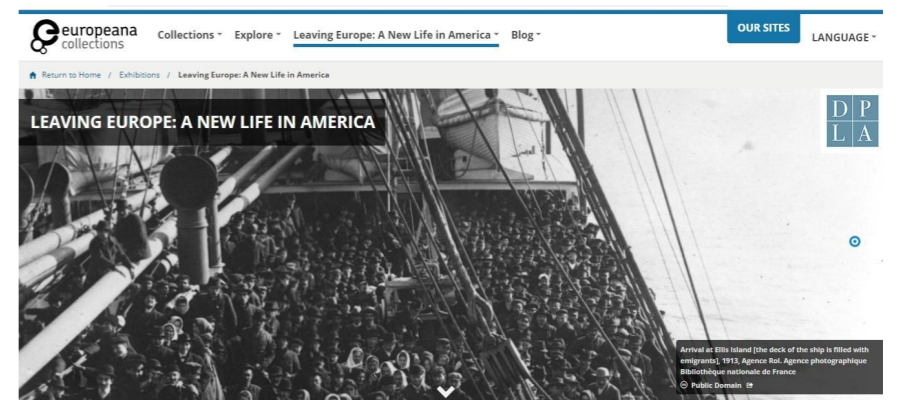 europeana
collections
Collections
Explore
Leaving Europe: A New Life in America
Blog
OUR SITES
LANGUAGE
Return to Home / Exhibitions / Leaving Europe: A New Life in America
LEAVING EUROPE: A NEW LIFE IN AMERICA
D P
L A
Arrival at Ellis Island [the deck of the ship is filled with
emigrants], 1913, Agence Rol. Agence photographique
Bibliothèque nationale de France
Public Domain